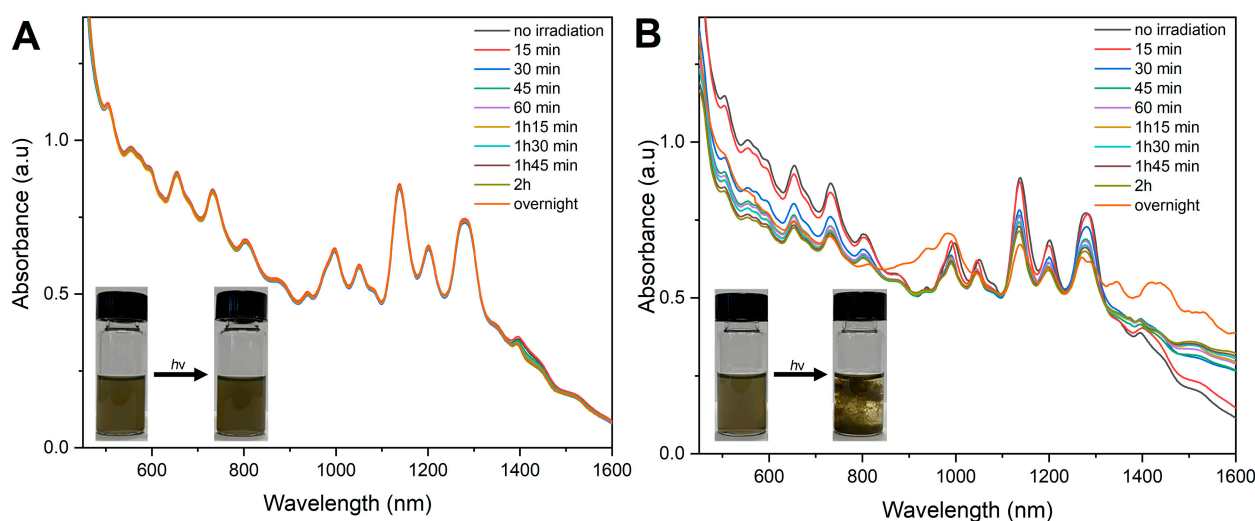 A
Absorbance (a.u)
1.0
0.5
0.0
600
800
1000
1200
1400
1600
Wavelength (nm)
no irradiation
15 min
30 min
45 min
60 min
1h15 min
1h30 min
1h45 min
2h
overnight
hν
B
Absorbance (a.u)
1.0
0.5
0.0
600
800
1000
1200
1400
1600
Wavelength (nm)
no irradiation
15 min
30 min
45 min
60 min
1h15 min
1h30 min
1h45 min
2h
overnight
hν